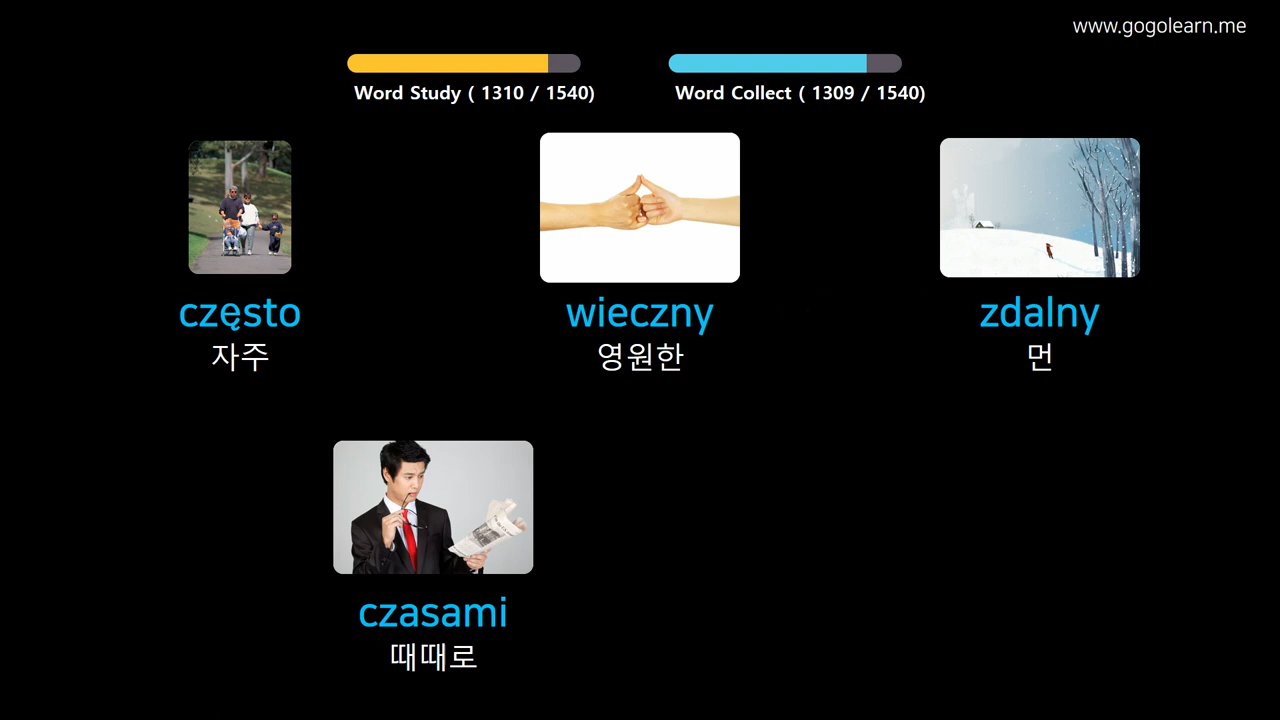 www.gogolearn.me
Word Study ( 1310 / 1540)
Word Collect ( 1309 / 1540)
często
자주
wieczny
영원한
zdalny
먼
czasami
때때로